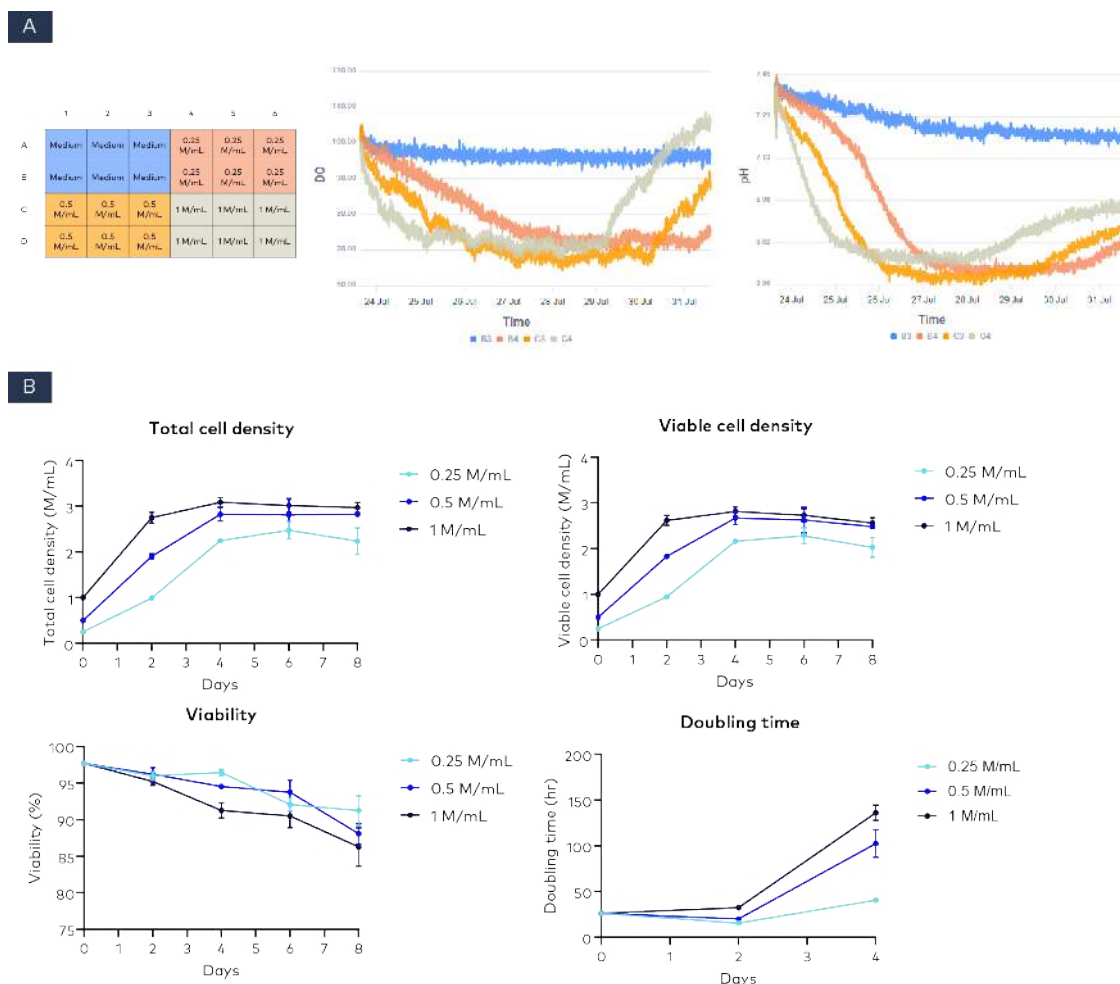 A
1 2 3 4 5 6
A Medium Medium Medium 0.25 M/mL 0.25 M/mL 0.25 M/mL
B Medium Medium Medium 0.25 M/mL 0.25 M/mL 0.25 M/mL
C 0.5 M/mL 0.5 M/mL 0.5 M/mL 1 M/mL 1 M/mL 1 M/mL
D 0.5 M/mL 0.5 M/mL 0.5 M/mL 1 M/mL 1 M/mL 1 M/mL
DO
24 Jul 25 Jul 26 Jul 27 Jul 28 Jul 29 Jul 30 Jul 31 Jul
Time
B3 B4 C3 C4
pH
24 Jul 25 Jul 26 Jul 27 Jul 28 Jul 29 Jul 30 Jul 31 Jul
Time
B3 B4 C3
B
Total cell density
Total cell density (M/mL)
4
3
2
1
0
0 1 2 3 4 5 6 7 8
Days
0.25 M/mL
0.5 M/mL
1 M/mL
Viable cell density
Viable cell density (M/mL)
4
3
2
1
0
0 1 2 3 4 5 6 7 8
Days
0.25 M/mL
0.5 M/mL
1 M/mL
Viability
Viability (%)
100
95
90
85
90
75
0 1 2 3 4 5 6 7 8
Days
0.25 M/mL
0.5 M/mL
1 M/mL
Doubling time
Doubling time (hr)
200
150
100
50
0
0 1 2 3 4
Days
0.25 M/mL
0.5 M/mL
1 M/mL